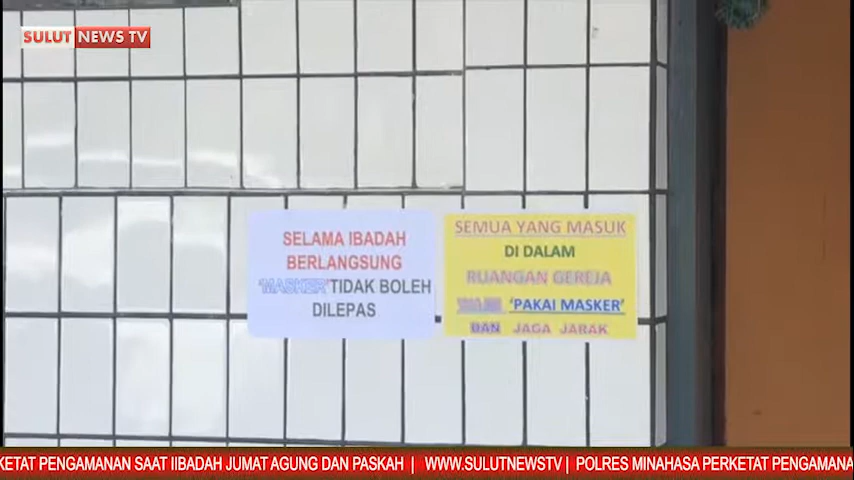 SULUT NEWS TV
SELAMA IBADAH
BERLANGSUNG
'MASKER' TIDAK BOLEH
DILEPAS
SEMUA YANG MASUK
DI DALAM
RUANGAN GEREJA
WAJIB 'PAKAI MASKER'
DAN JAGA JARAK
KETAT PENGAMANAN SAAT IIBADAH JUMAT AGUNG DAN PASKAH | WWW.SULUTNEWSTV | POLRES MINAHASA PERKETAT PENGAMANA